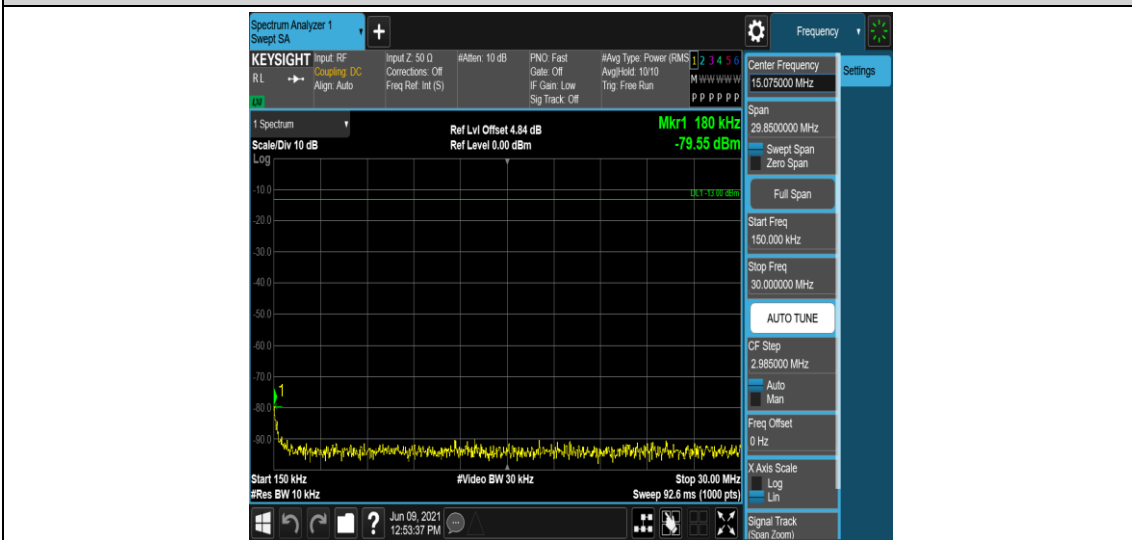 Spectrum Analyzer 1
Swept SA
+
Frequency
KEYSIGHT
RL
LNI
Input: RF
Coupling: DC
Align: Auto
Input Z: 50 Ω
Corrections: Off
Freq Ref: Int (S)
#Atten: 10 dB
PNO: Fast
Gate: Off
IF Gain: Low
Sig Track: Off
#Avg Type: Power (RMS
Avg|Hold: 10/10
Trig: Free Run
1 2 3 4 5 6
M W W W W W
P P P P P P
1 Spectrum
Scale/Div 10 dB
Log
Ref Lvl Offset 4.84 dB
Ref Level 0.00 dBm
Mkr1 180 kHz
-79.55 dBm
DL1 -13.00 dBm
-10.0
-20.0
-30.0
-40.0
-50.0
-60.0
-70.0
1
-80.0
-90.0
Start 150 kHz
#Res BW 10 kHz
#Video BW 30 kHz
Stop 30.00 MHz
Sweep 92.6 ms (1000 pts)
Center Frequency
15.075000 MHz
Settings
Span
29.8500000 MHz
Swept Span
Zero Span
Full Span
Start Freq
150.000 kHz
Stop Freq
30.000000 MHz
AUTO TUNE
CF Step
2.985000 MHz
Auto
Man
Freq Offset
0 Hz
X Axis Scale
Log
Lin
Signal Track
(Span Zoom)
?
Jun 09, 2021
12:53:37 PM